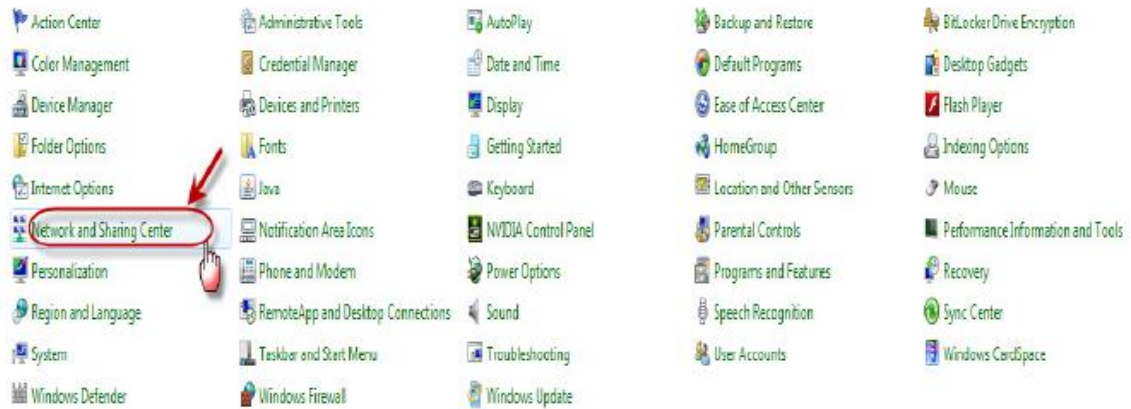 Action Center
Administrative Tools
AutoPlay
Backup and Restore
BitLocker Drive Encryption
Color Management
Credential Manager
Date and Time
Default Programs
Desktop Gadgets
Device Manager
Devices and Printers
Display
Ease of Access Center
Flash Player
Folder Options
Fonts
Getting Started
HomeGroup
Indexing Options
Internet Options
Java
Keyboard
Location and Other Sensors
Mouse
Network and Sharing Center
Notification Area Icons
NVIDIA Control Panel
Parental Controls
Performance Information and Tools
Personalization
Phone and Modem
Power Options
Programs and Features
Recovery
Region and Language
RemoteApp and Desktop Connections
Sound
Speech Recognition
Sync Center
System
Taskbar and Start Menu
Troubleshooting
User Accounts
Windows CardSpace
Windows Defender
Windows Firewall
Windows Update